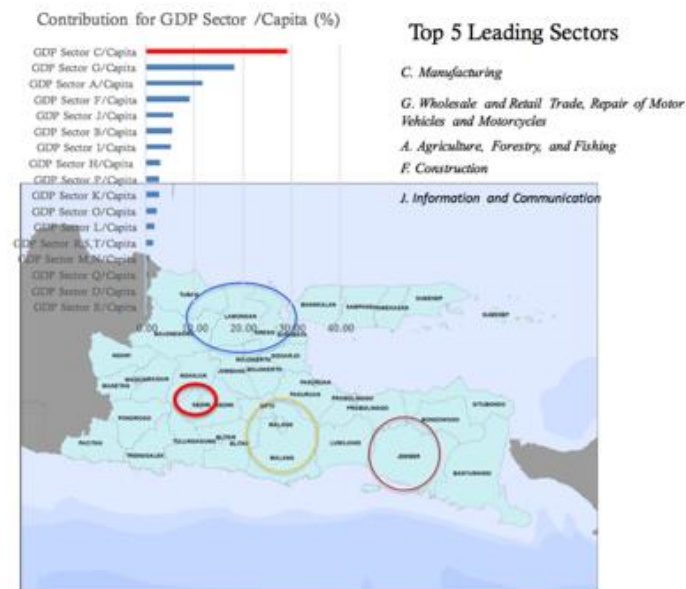 Contribution for GDP Sector /Capita (%)
GDP Sector C/Capita
GDP Sector G/Capita
GDP Sector A/Capita
GDP Sector F/Capita
GDP Sector J/Capita
GDP Sector B/Capita
GDP Sector I/Capita
GDP Sector H/Capita
GDP Sector P/Capita
GDP Sector K/Capita
GDP Sector O/Capita
GDP Sector L/Capita
GDP Sector R,S,T/Capita
GDP Sector M,N/Capita
GDP Sector Q/Capita
GDP Sector D/Capita
GDP Sector E/Capita
0.00 10.00 20.00 30.00 40.00
Top 5 Leading Sectors
C. Manufacturing
G. Wholesale and Retail Trade, Repair of Motor
Vehicles and Motorcycles
A. Agriculture, Forestry, and Fishing
F. Construction
J. Information and Communication
TUBAN
LAMONGAN
BANGKALAN
SAMPANG
PAMEKASAN
SUMENEP
SUMENEP
BOJONEGORO
GRESIK
SURABAYA
NGAWI
MOJOKERTO
SIDOARJO
MAGETAN
MADIUN
NGANJUK
JOMBANG
MOJOKERTO
PASURUAN
PASURUAN
PROBOLINGGO
PROBOLINGGO
SITUBONDO
BONDOWOSO
PONOROGO
KEDIRI
BATU
MALANG
PACITAN
TRENGGALEK
TULUNGAGUNG
BLITAR
BLITAR
MALANG
LUMAJANG
JEMBER
BANYUWANGI